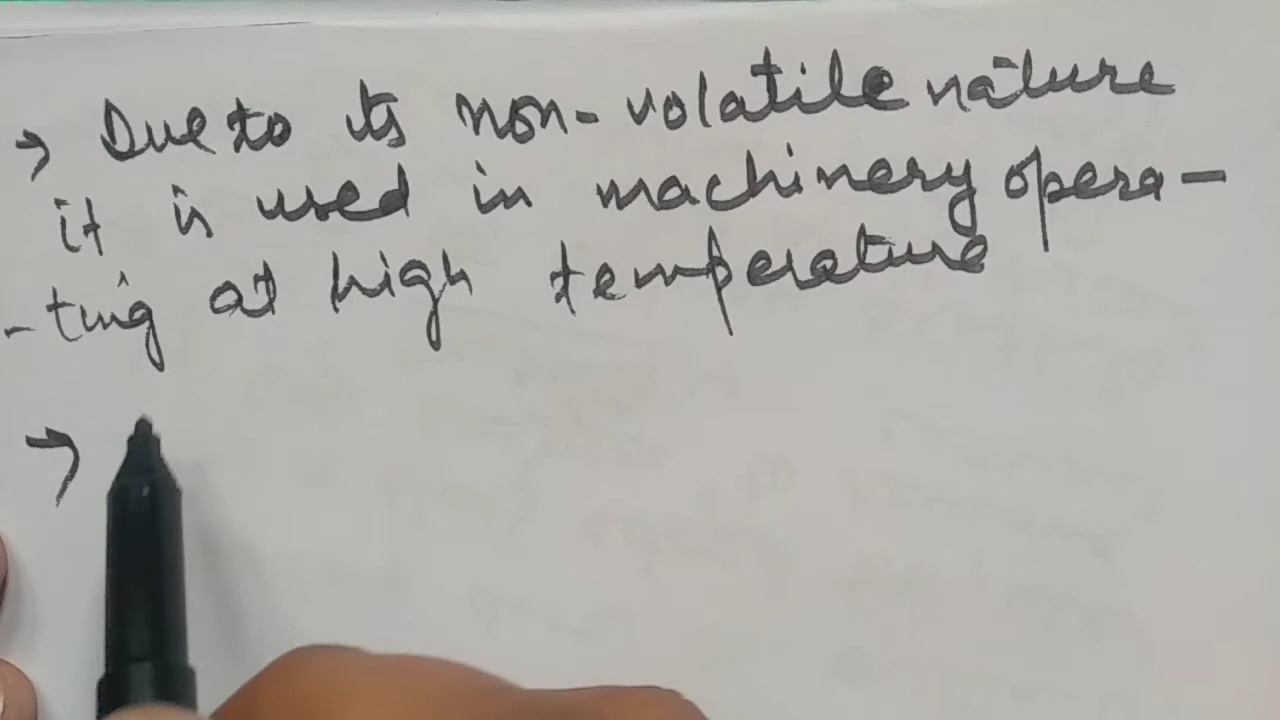 → Due to its non-volatile nature
it is used in machinery opera-
-ting at high temperature
→